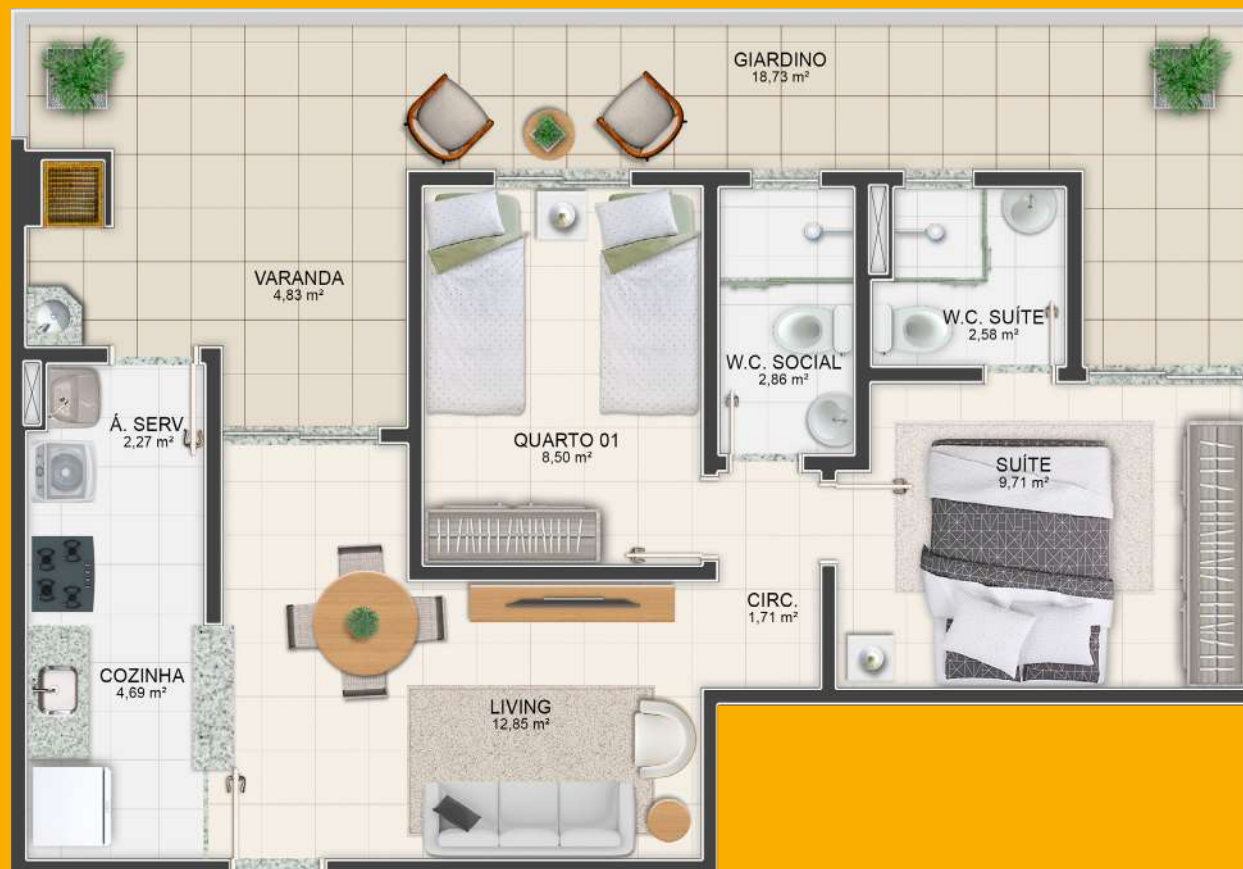 GIARDINO
18,73 m²
VARANDA
4,83 m²
W.C. SUÍTE
2,58 m²
W.C. SOCIAL
2,86 m²
Á. SERV.
2,27 m²
QUARTO 01
8,50 m²
SUÍTE
9,71 m²
CIRC.
1,71 m²
COZINHA
4,69 m²
LIVING
12,85 m²